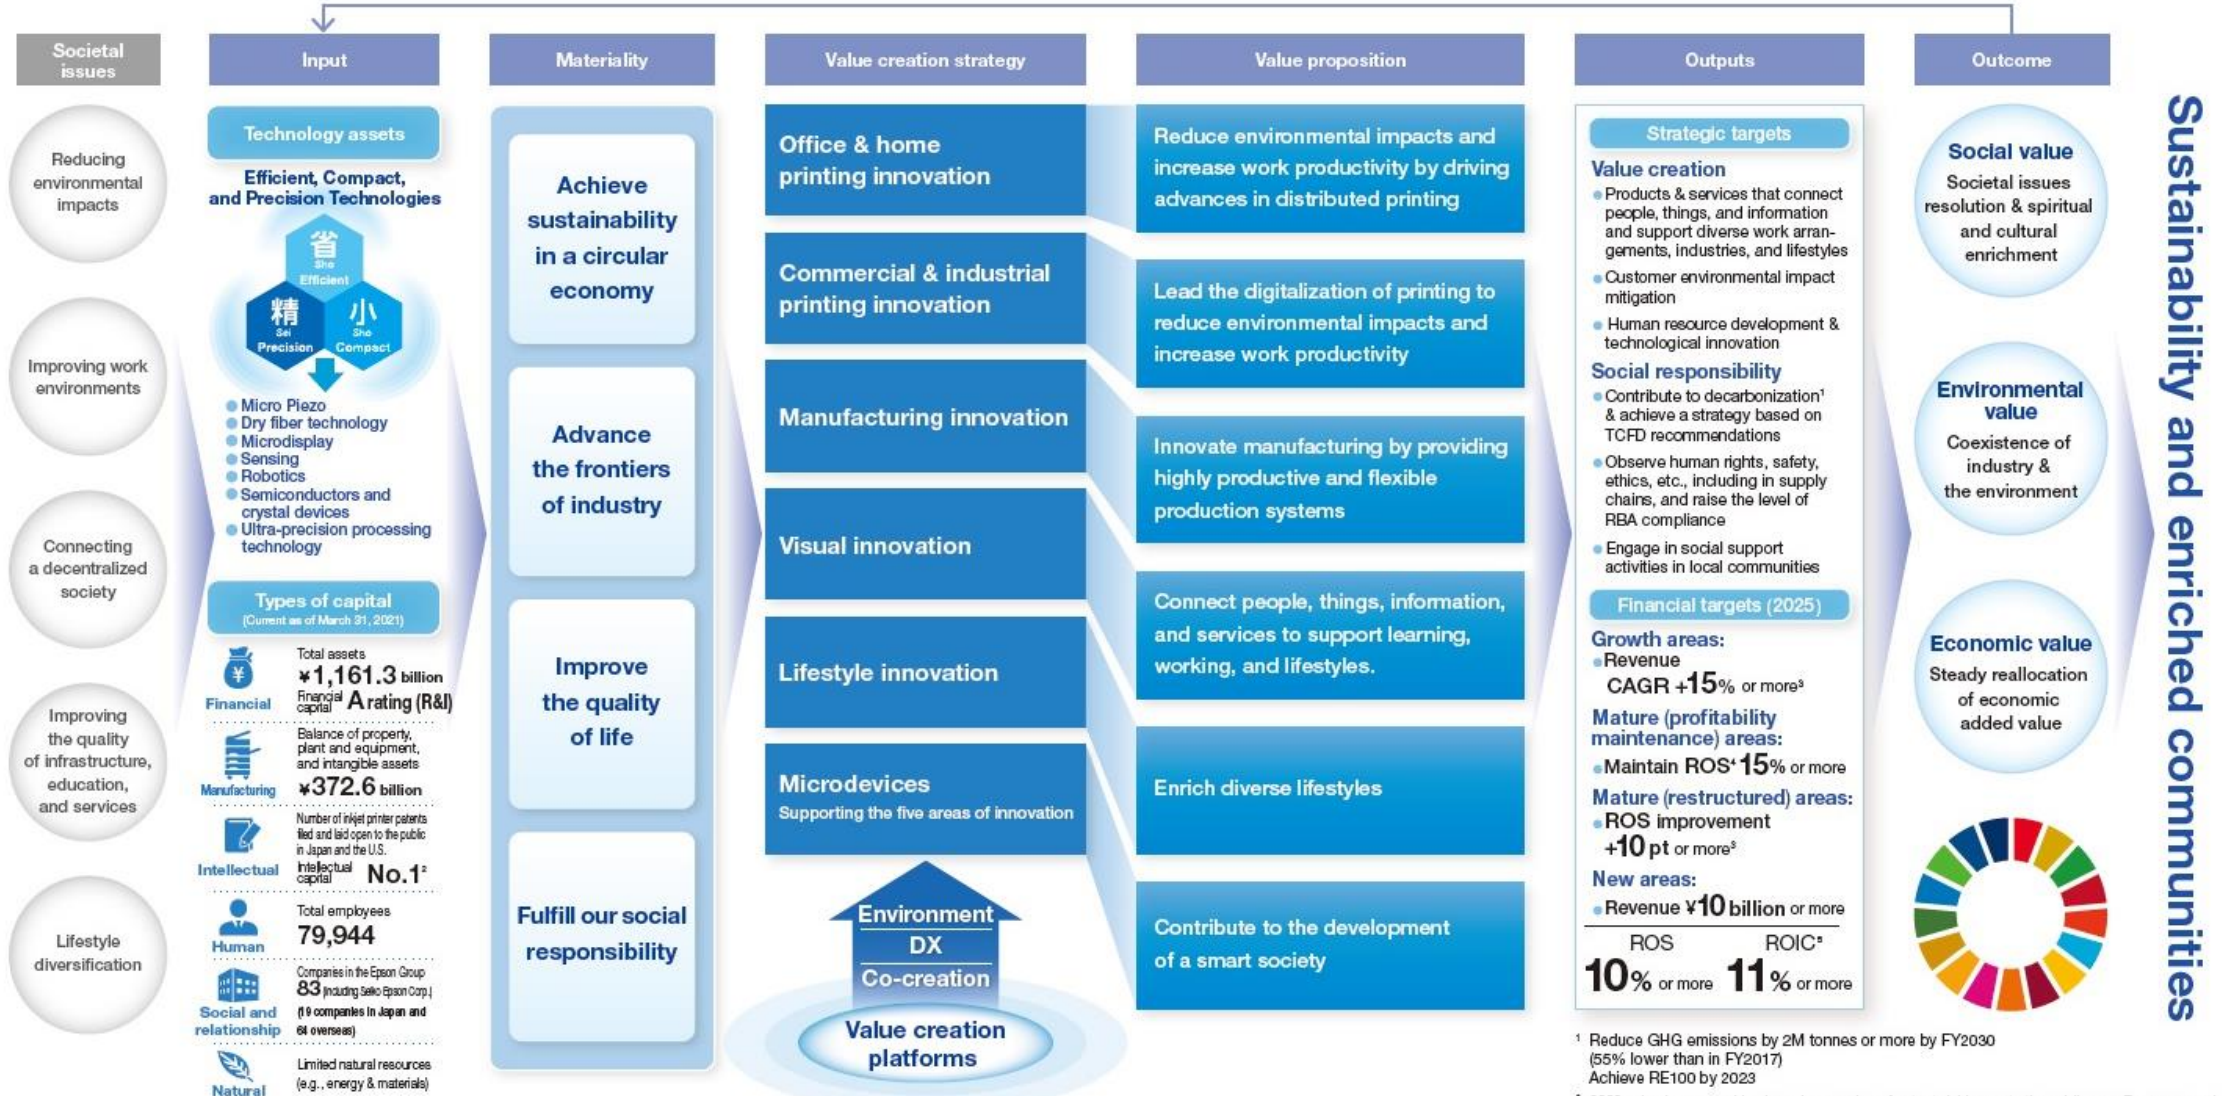 Societal
issues
Input
Materiality
Value creation strategy
Value proposition
Outputs
Outcome
Reducing
environmental
impacts
Improving work
environments
Connecting
a decentralized
society
Improving
the quality
of infrastructure,
education,
and services
Lifestyle
diversification
Technology assets
Efficient, Compact,
and Precision Technologies
省
Sho
Efficient
精
Sei
Precision
小
Sho
Compact
Micro Piezo
Dry fiber technology
Microdisplay
Sensing
Robotics
Semiconductors and
crystal devices
Ultra-precision processing
technology
Types of capital
(Current as of March 31, 2021)
Financial
Total assets
¥1,161.3 billion
Financial capital A rating (R&I)
Manufacturing
Balance of property,
plant and equipment,
and intangible assets
¥372.6 billion
Intellectual
Number of inkjet printer patents
filed and laid open to the public
in Japan and the U.S.
Intellectual capital No.1²
Human
Total employees
79,944
Social and
relationship
Companies in the Epson Group
83 (including Seiko Epson Corp.)
(19 companies in Japan and
64 overseas)
Natural
Limited natural resources
(e.g., energy & materials)
Achieve
sustainability
in a circular
economy
Advance
the frontiers
of industry
Improve
the quality
of life
Fulfill our social
responsibility
Office & home
printing innovation
Commercial & industrial
printing innovation
Manufacturing innovation
Visual innovation
Lifestyle innovation
Microdevices
Supporting the five areas of innovation
Environment
DX
Co-creation
Value creation
platforms
Reduce environmental impacts and
increase work productivity by driving
advances in distributed printing
Lead the digitalization of printing to
reduce environmental impacts and
increase work productivity
Innovate manufacturing by providing
highly productive and flexible
production systems
Connect people, things, information,
and services to support learning,
working, and lifestyles.
Enrich diverse lifestyles
Contribute to the development
of a smart society
Strategic targets
Value creation
Products & services that connect
people, things, and information
and support diverse work arran-
gements, industries, and lifestyles
Customer environmental impact
mitigation
Human resource development &
technological innovation
Social responsibility
Contribute to decarbonization¹
& achieve a strategy based on
TCFD recommendations
Observe human rights, safety,
ethics, etc., including in supply
chains, and raise the level of
RBA compliance
Engage in social support
activities in local communities
Financial targets (2025)
Growth areas:
Revenue
CAGR +15% or more³
Mature (profitability
maintenance) areas:
Maintain ROS⁴ 15% or more
Mature (restructured) areas:
ROS improvement
+10 pt or more³
New areas:
Revenue ¥10 billion or more
ROS ROIC⁵
10% or more 11% or more
¹ Reduce GHG emissions by 2M tonnes or more by FY2030
(55% lower than in FY2017)
Achieve RE100 by 2023
Social value
Societal issues
resolution & spiritual
and cultural
enrichment
Environmental
value
Coexistence of
industry &
the environment
Economic value
Steady reallocation
of economic
added value
Sustainability and enriched communities